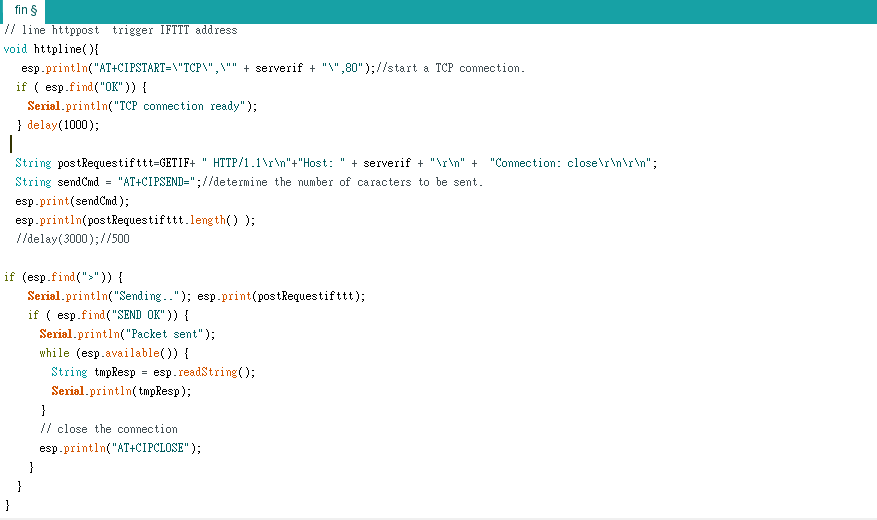 fin §
// line httppost  trigger IFTTT address
void httpline(){
esp.println("AT+CIPSTART=\"TCP\",\"" + serverif + "\",80");//start a TCP connection.
if ( esp.find("OK")) {
Serial.println("TCP connection ready");
} delay(1000);
String postRequestifttt=GETIF+ " HTTP/1.1\r\n"+"Host: " + serverif + "\r\n" +  "Connection: close\r\n\r\n";
String sendCmd = "AT+CIPSEND=";//determine the number of caracters to be sent.
esp.print(sendCmd);
esp.println(postRequestifttt.length() );
//delay(3000);//500
if (esp.find(">")) {
Serial.println("Sending.."); esp.print(postRequestifttt);
if ( esp.find("SEND OK")) {
Serial.println("Packet sent");
while (esp.available()) {
String tmpResp = esp.readString();
Serial.println(tmpResp);
}
// close the connection
esp.println("AT+CIPCLOSE");
}
}
}